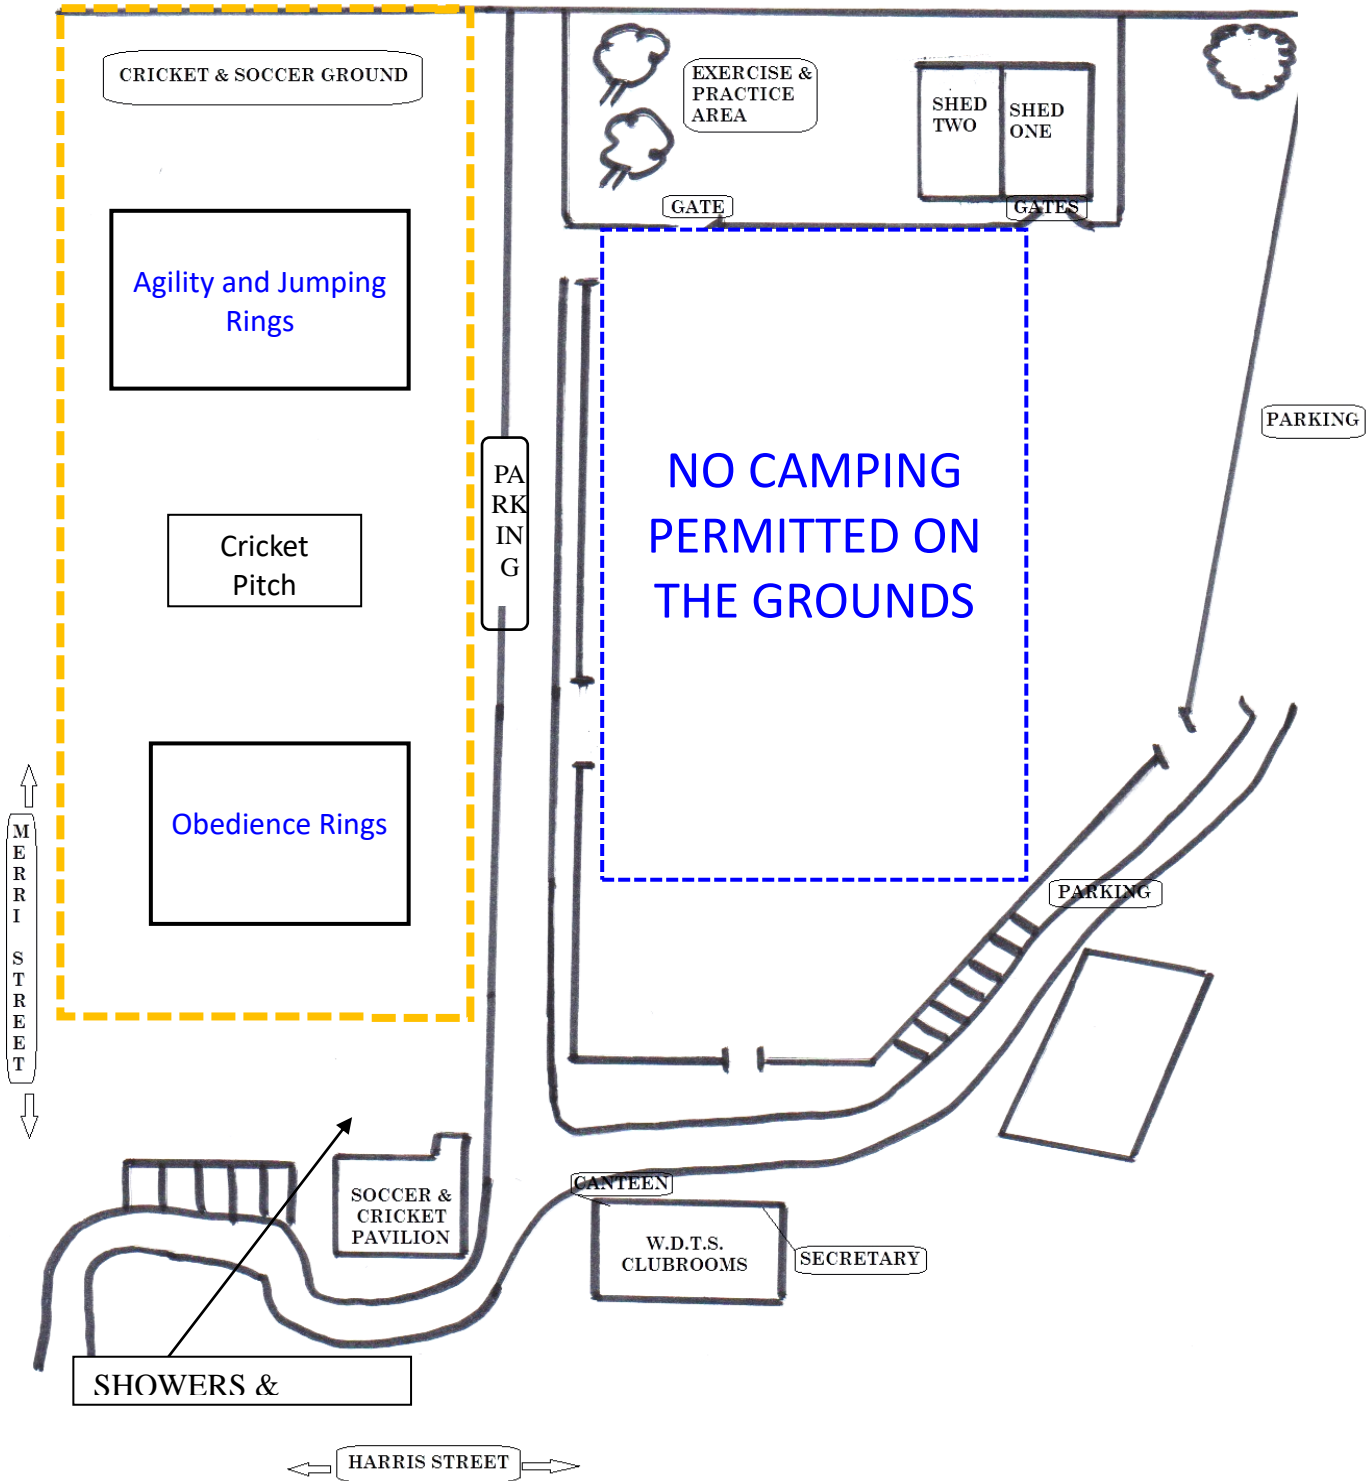 CRICKET & SOCCER GROUND
EXERCISE &
PRACTICE
AREA
SHED
TWO
SHED
ONE
GATE
GATES
Agility and Jumping
Rings
PARKING
PA
RK
IN
G
NO CAMPING
PERMITTED ON
THE GROUNDS
Cricket
Pitch
Obedience Rings
MERRI STREET
PARKING
SOCCER &
CRICKET
PAVILION
CANTEEN
W.D.T.S.
CLUBROOMS
SECRETARY
SHOWERS &
HARRIS STREET